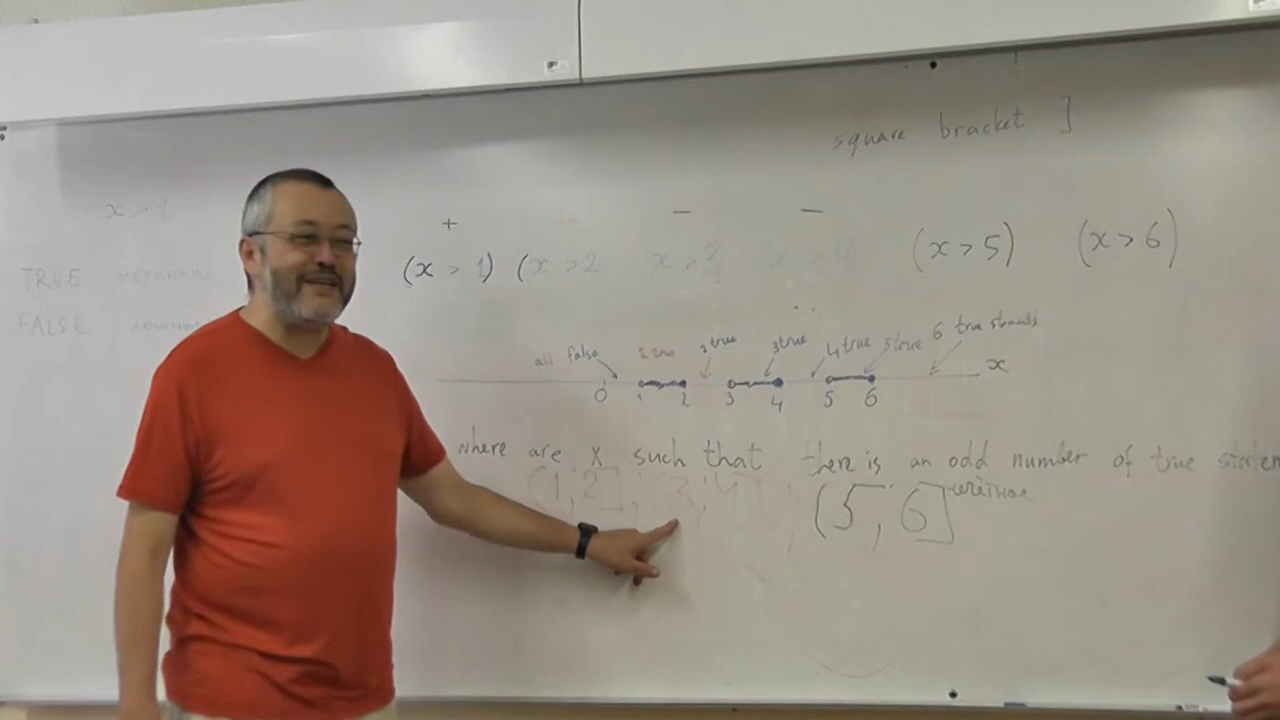 square bracket ]
x > 1
+ − − −
(x > 1) (x > 2 x > 3 (x > 5) (x > 6)
TRUE
FALSE
all false 1 true 2 true 3 true 4 true 5 true 6 true
x
0 1 2 3 4 5 6
where are x such that there is an odd number of true statem
(1, 2] ; 3, 4] ; (5, 6]